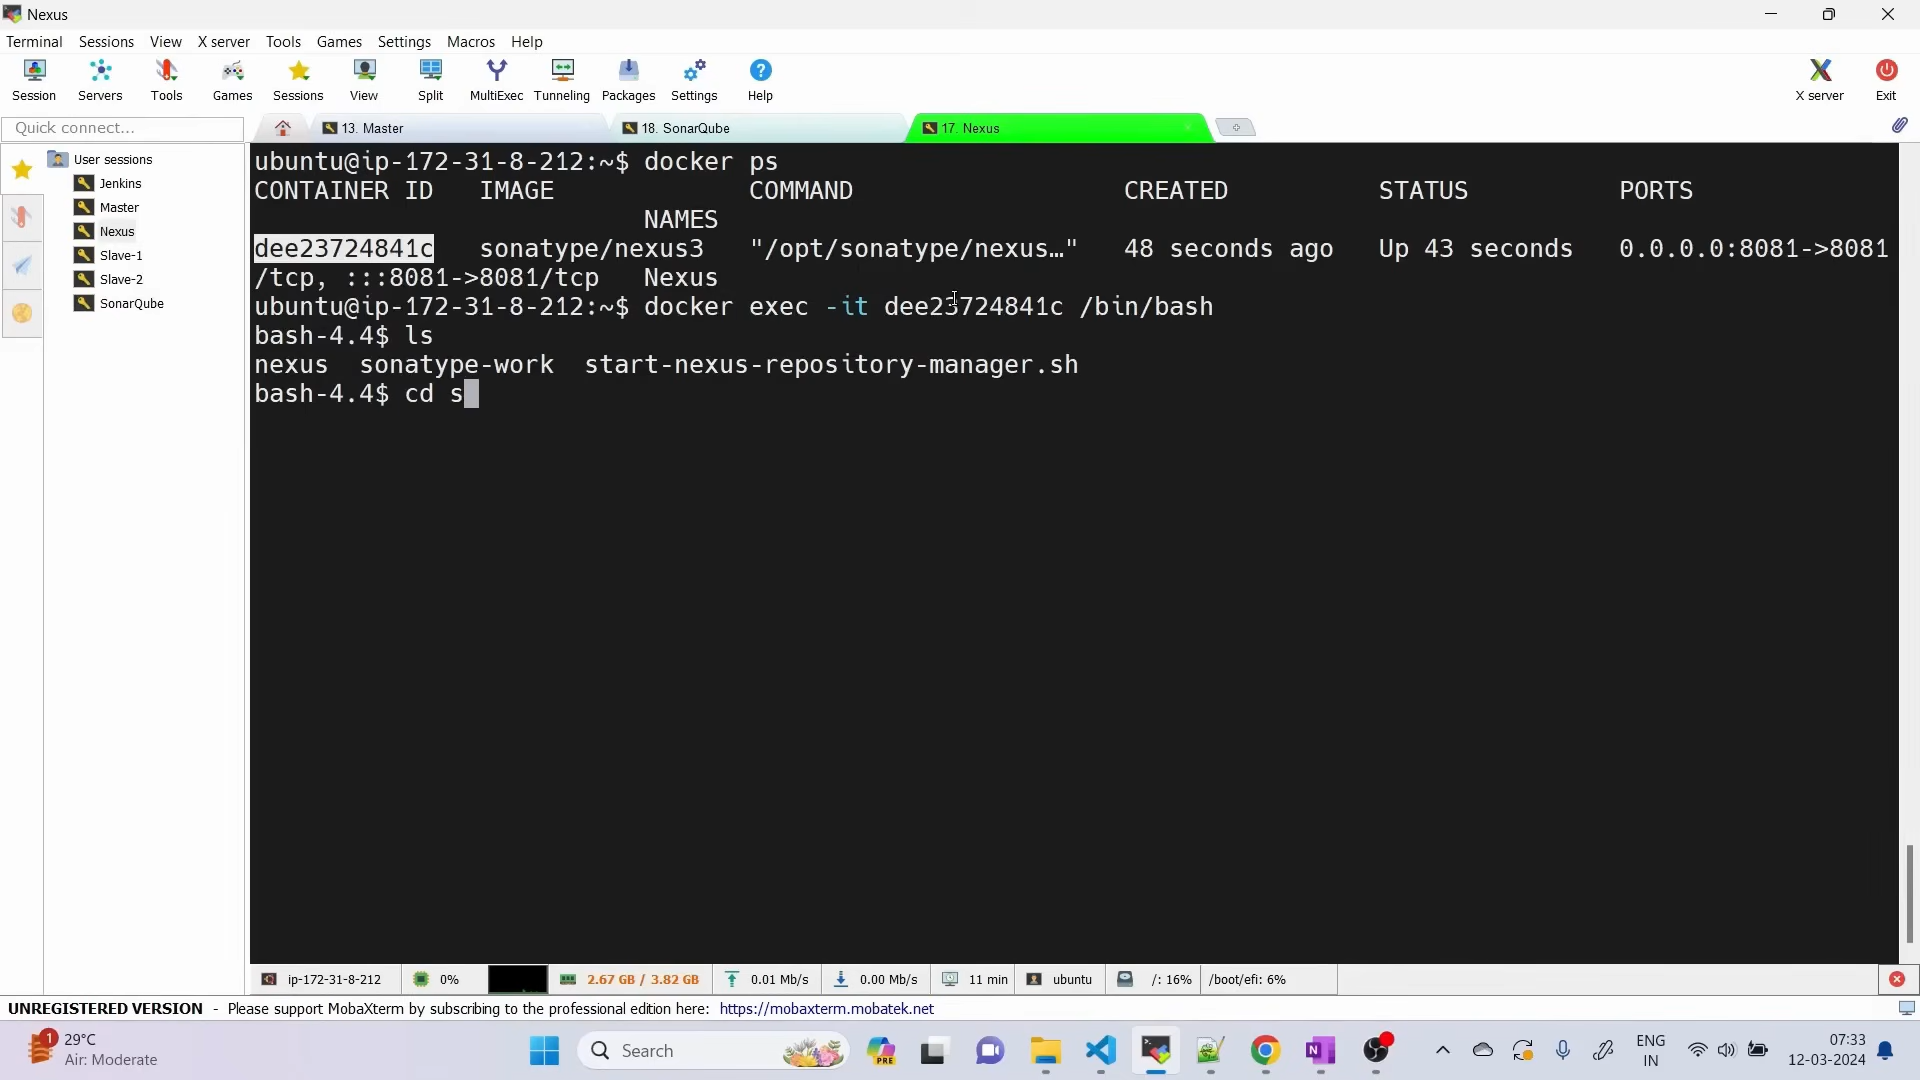 Nexus
Terminal Sessions View X server Tools Games Settings Macros Help
Session Servers Tools Games Sessions View Split MultiExec Tunneling Packages Settings Help X server Exit
Quick connect... 13. Master 18. SonarQube 17. Nexus
User sessions
Jenkins
Master
Nexus
Slave-1
Slave-2
SonarQube
ubuntu@ip-172-31-8-212:~$ docker ps
CONTAINER ID IMAGE COMMAND CREATED STATUS PORTS
NAMES
dee23724841c sonatype/nexus3 "/opt/sonatype/nexus…" 48 seconds ago Up 43 seconds 0.0.0.0:8081->8081
/tcp, :::8081->8081/tcp Nexus
ubuntu@ip-172-31-8-212:~$ docker exec -it dee23724841c /bin/bash
bash-4.4$ ls
nexus sonatype-work start-nexus-repository-manager.sh
bash-4.4$ cd s
ip-172-31-8-212 0% 2.67 GB / 3.82 GB 0.01 Mb/s 0.00 Mb/s 11 min ubuntu /: 16% /boot/efi: 6%
UNREGISTERED VERSION - Please support MobaXterm by subscribing to the professional edition here: https://mobaxterm.mobatek.net
1 29°C
Air: Moderate
Search
PRE
ENG
IN
07:33
12-03-2024